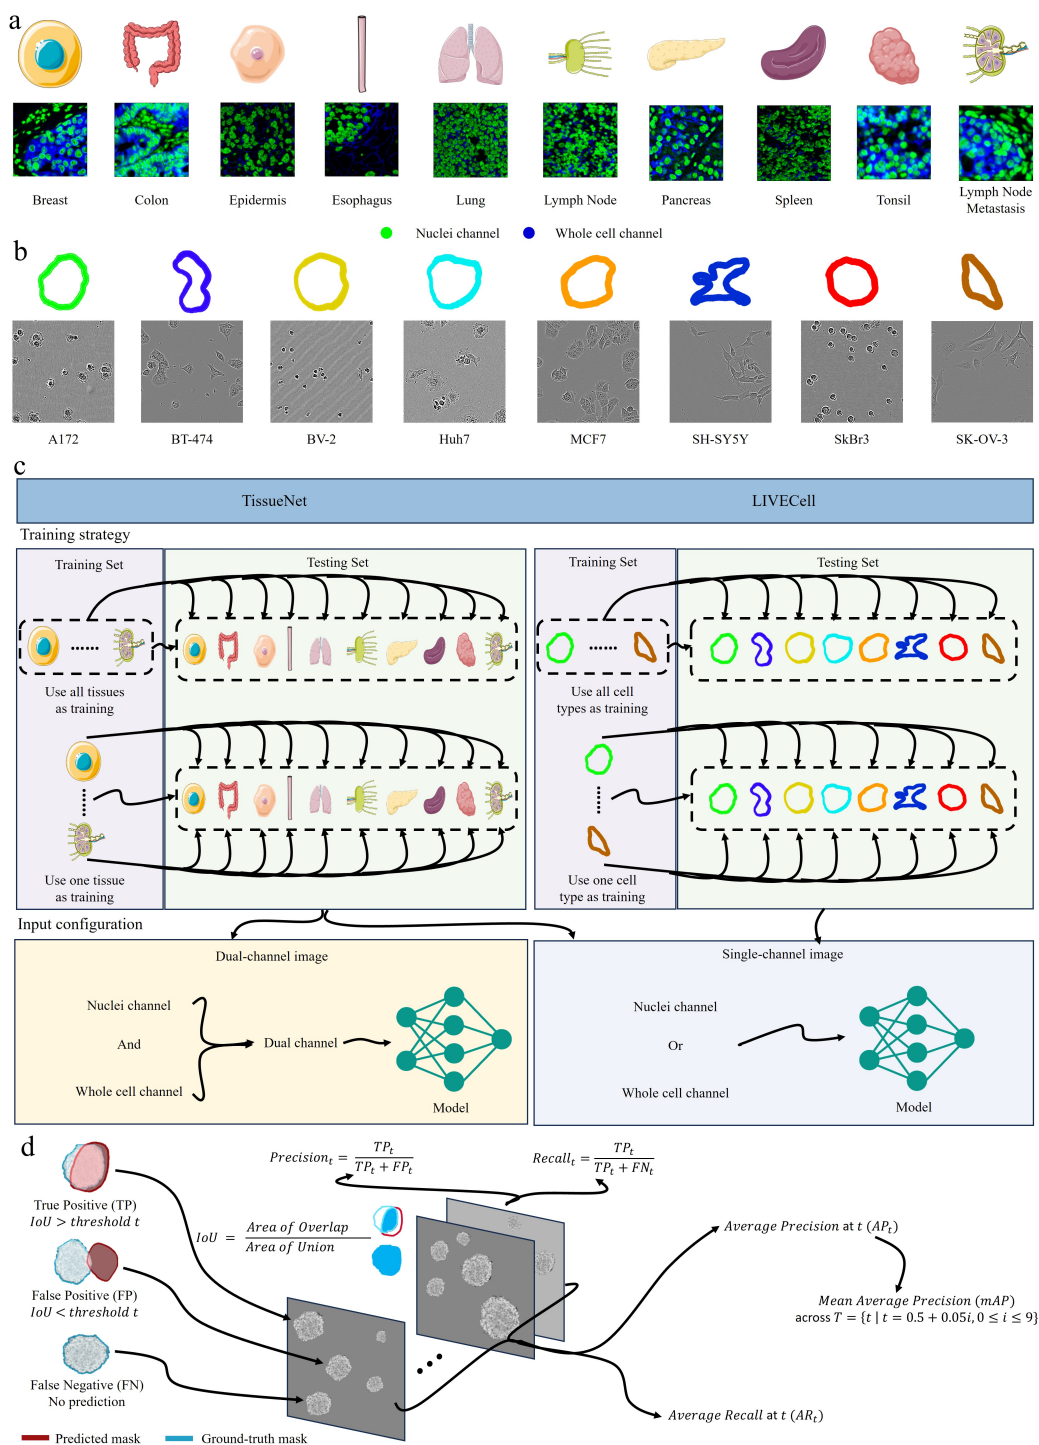 a
Breast
Colon
Epidermis
Esophagus
Lung
Lymph Node
Pancreas
Spleen
Tonsil
Lymph Node
Metastasis
Nuclei channel
Whole cell channel
b
A172
BT-474
BV-2
Huh7
MCF7
SH-SY5Y
SkBr3
SK-OV-3
c
TissueNet
LIVECell
Training strategy
Training Set
Testing Set
Training Set
Testing Set
Use all tissues
as training
Use all cell
types as training
Use one tissue
as training
Use one cell
type as training
Input configuration
Dual-channel image
Nuclei channel
And
Dual channel
Whole cell channel
Model
Single-channel image
Nuclei channel
Or
Whole cell channel
Model
d
True Positive (TP)
IoU > threshold t
False Positive (FP)
IoU < threshold t
False Negative (FN)
No prediction
Precision_t = TP_t / (TP_t + FP_t)
Recall_t = TP_t / (TP_t + FN_t)
IoU = Area of Overlap / Area of Union
Average Precision at t (AP_t)
Mean Average Precision (mAP)
across T = {t | t = 0.5 + 0.05i, 0 ≤ i ≤ 9}
Average Recall at t (AR_t)
Predicted mask
Ground-truth mask